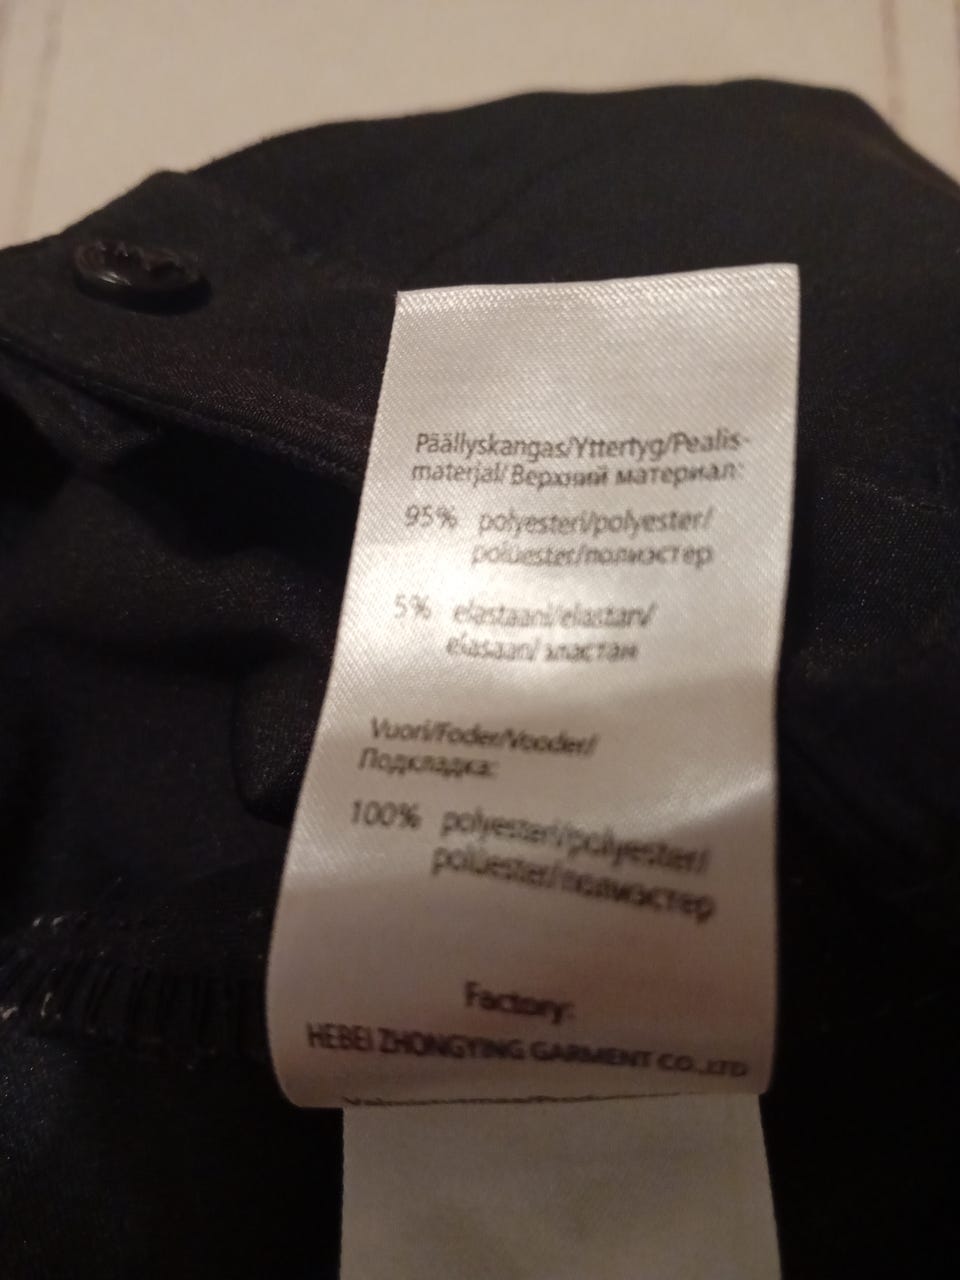 Päällyskangas/Yttertyg/Pealis-
materjal/Верхний материал:
95% polyesteri/polyester/
polüester/полиэстер
5% elastaani/elastan/
elasaan/эластан
Vuori/Foder/Vooder/
Подкладка:
100% polyesteri/polyester/
polüester/полиэстер
Factory:
HEBEI ZHONGYING GARMENT CO.,LTD